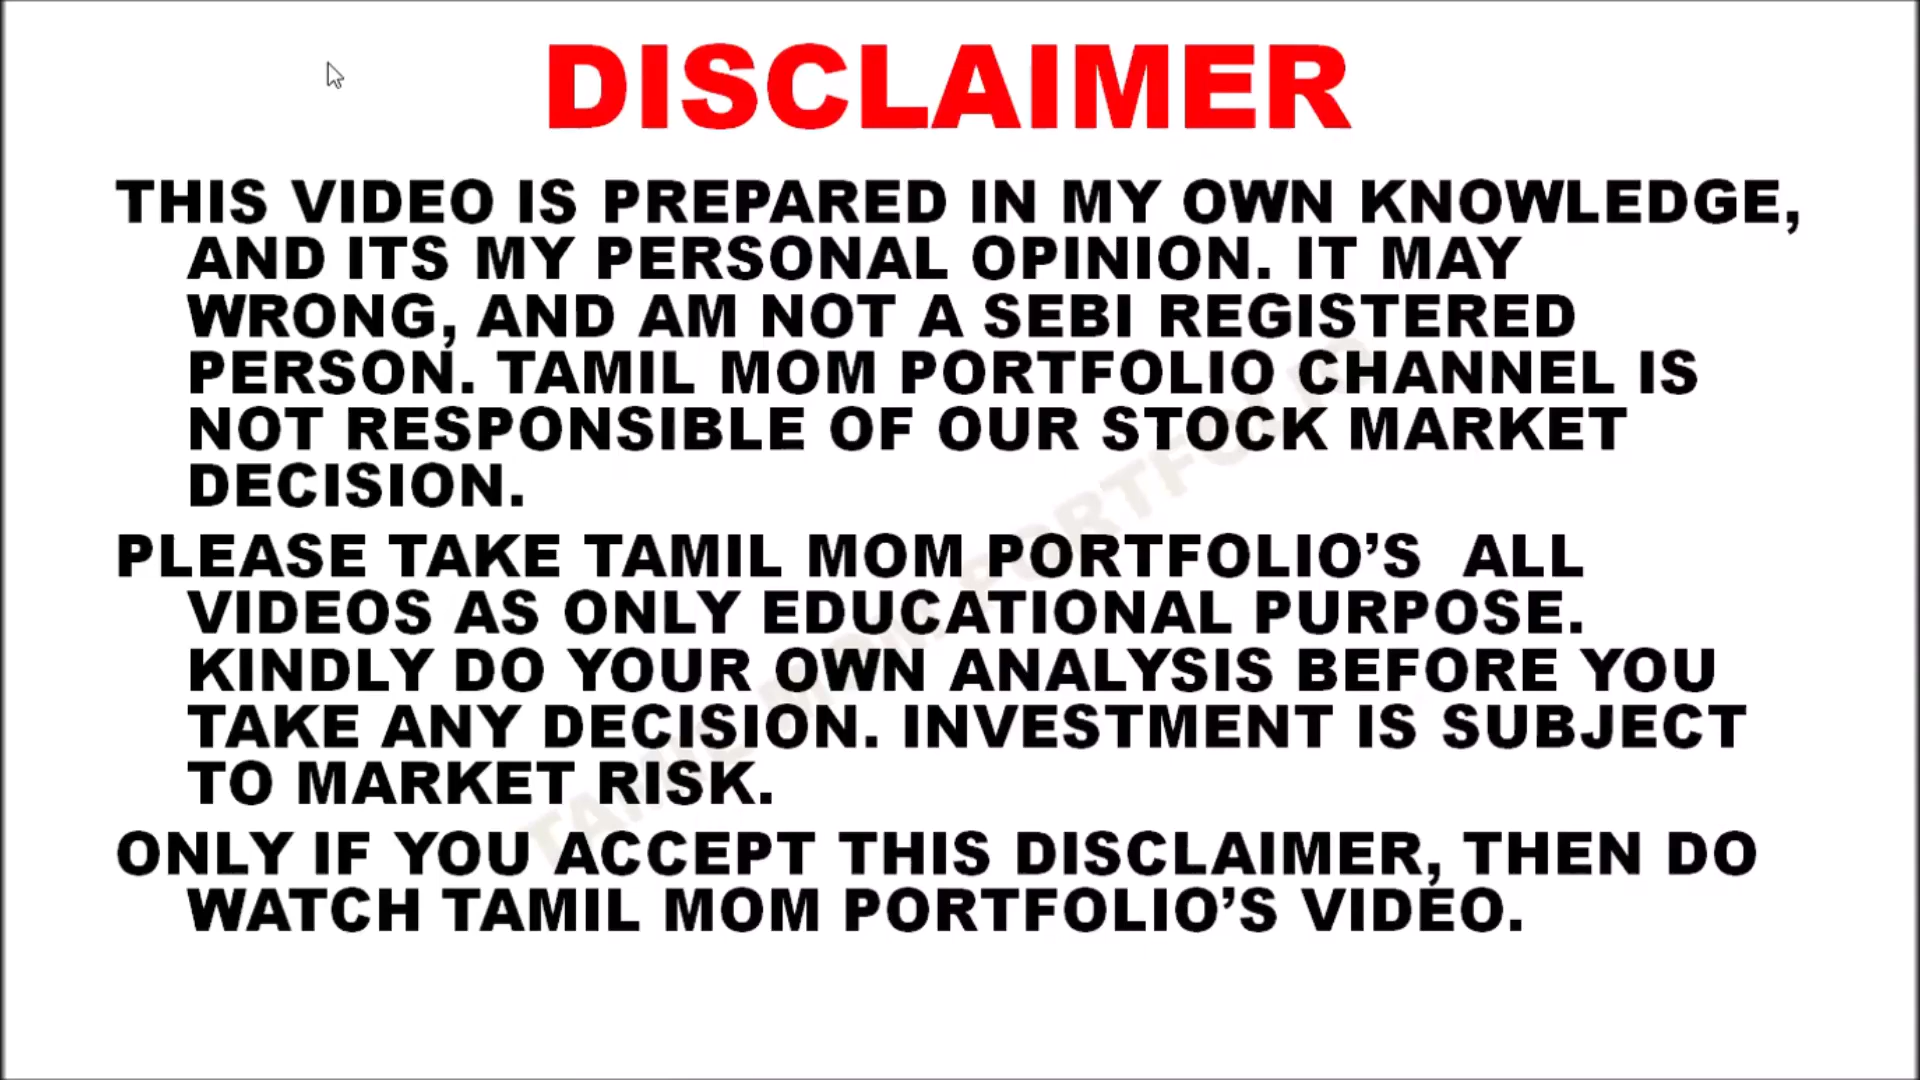 DISCLAIMER
THIS VIDEO IS PREPARED IN MY OWN KNOWLEDGE,
AND ITS MY PERSONAL OPINION. IT MAY
WRONG, AND AM NOT A SEBI REGISTERED
PERSON. TAMIL MOM PORTFOLIO CHANNEL IS
NOT RESPONSIBLE OF OUR STOCK MARKET
DECISION.
PLEASE TAKE TAMIL MOM PORTFOLIO’S ALL
VIDEOS AS ONLY EDUCATIONAL PURPOSE.
KINDLY DO YOUR OWN ANALYSIS BEFORE YOU
TAKE ANY DECISION. INVESTMENT IS SUBJECT
TO MARKET RISK.
ONLY IF YOU ACCEPT THIS DISCLAIMER, THEN DO
WATCH TAMIL MOM PORTFOLIO’S VIDEO.
TAMIL MOM PORTFOLIO